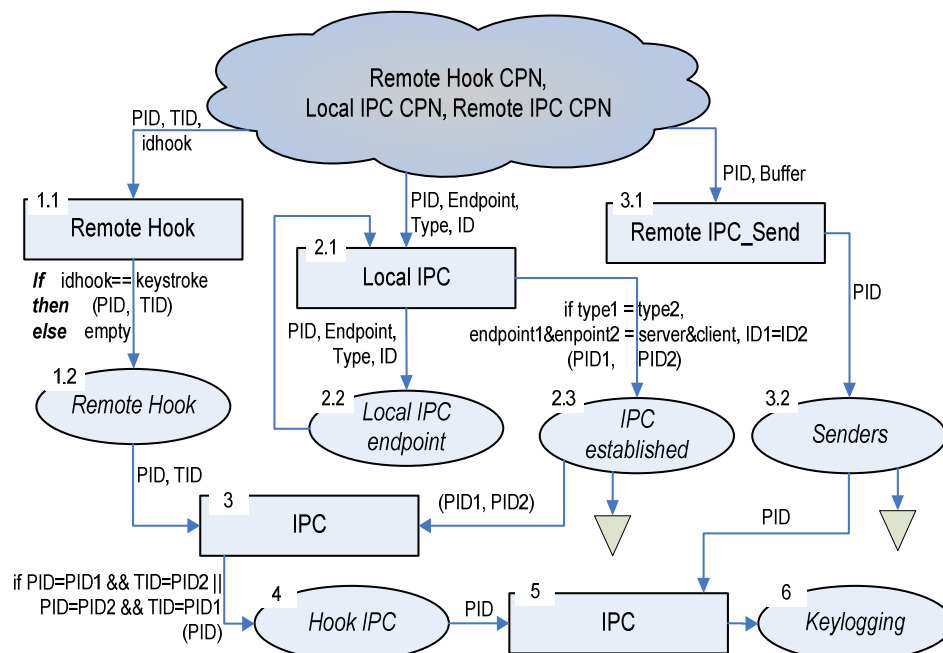 Remote Hook CPN,
Local IPC CPN, Remote IPC CPN
PID, TID,
idhook
PID, Endpoint,
Type, ID
PID, Buffer
1.1
Remote Hook
2.1
Local IPC
3.1
Remote IPC_Send
If idhook== keystroke
then (PID, TID)
else empty
PID, Endpoint,
Type, ID
if type1 = type2,
endpoint1&enpoint2 = server&client, ID1=ID2
(PID1, PID2)
PID
1.2
Remote Hook
2.2
Local IPC
endpoint
2.3
IPC
established
3.2
Senders
PID, TID
(PID1, PID2)
PID
3
IPC
if PID=PID1 && TID=PID2 ||
PID=PID2 && TID=PID1
(PID)
4
Hook IPC
PID
5
IPC
6
Keylogging